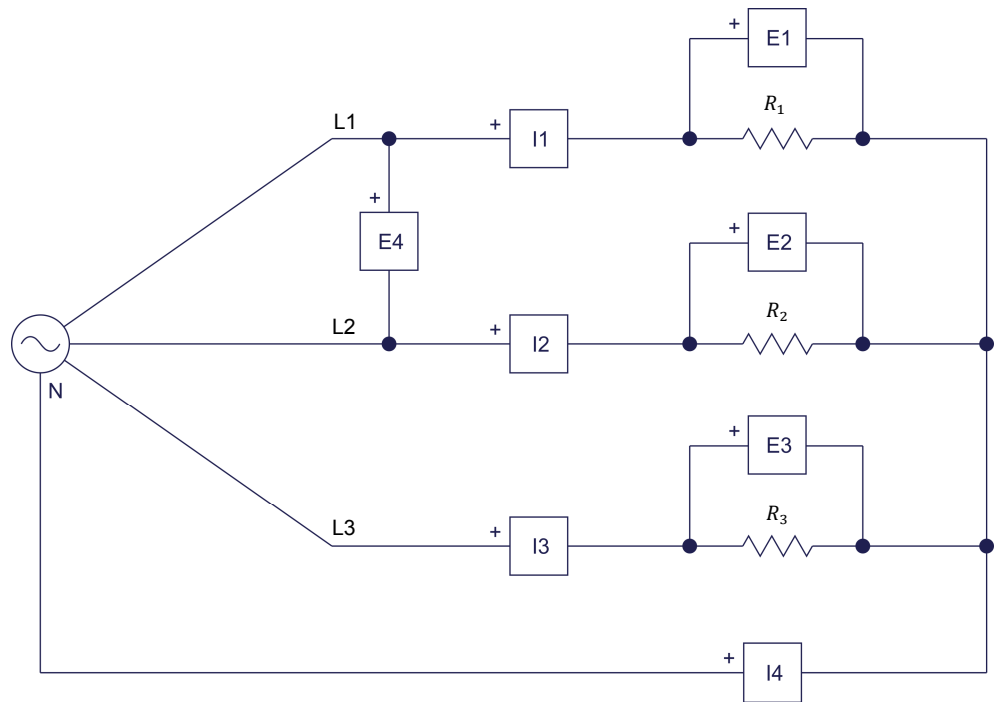 + E1
R₁
L1
+ I1
+
E4
+ E2
R₂
L2
+ I2
N
+ E3
R₃
L3
+ I3
+ I4